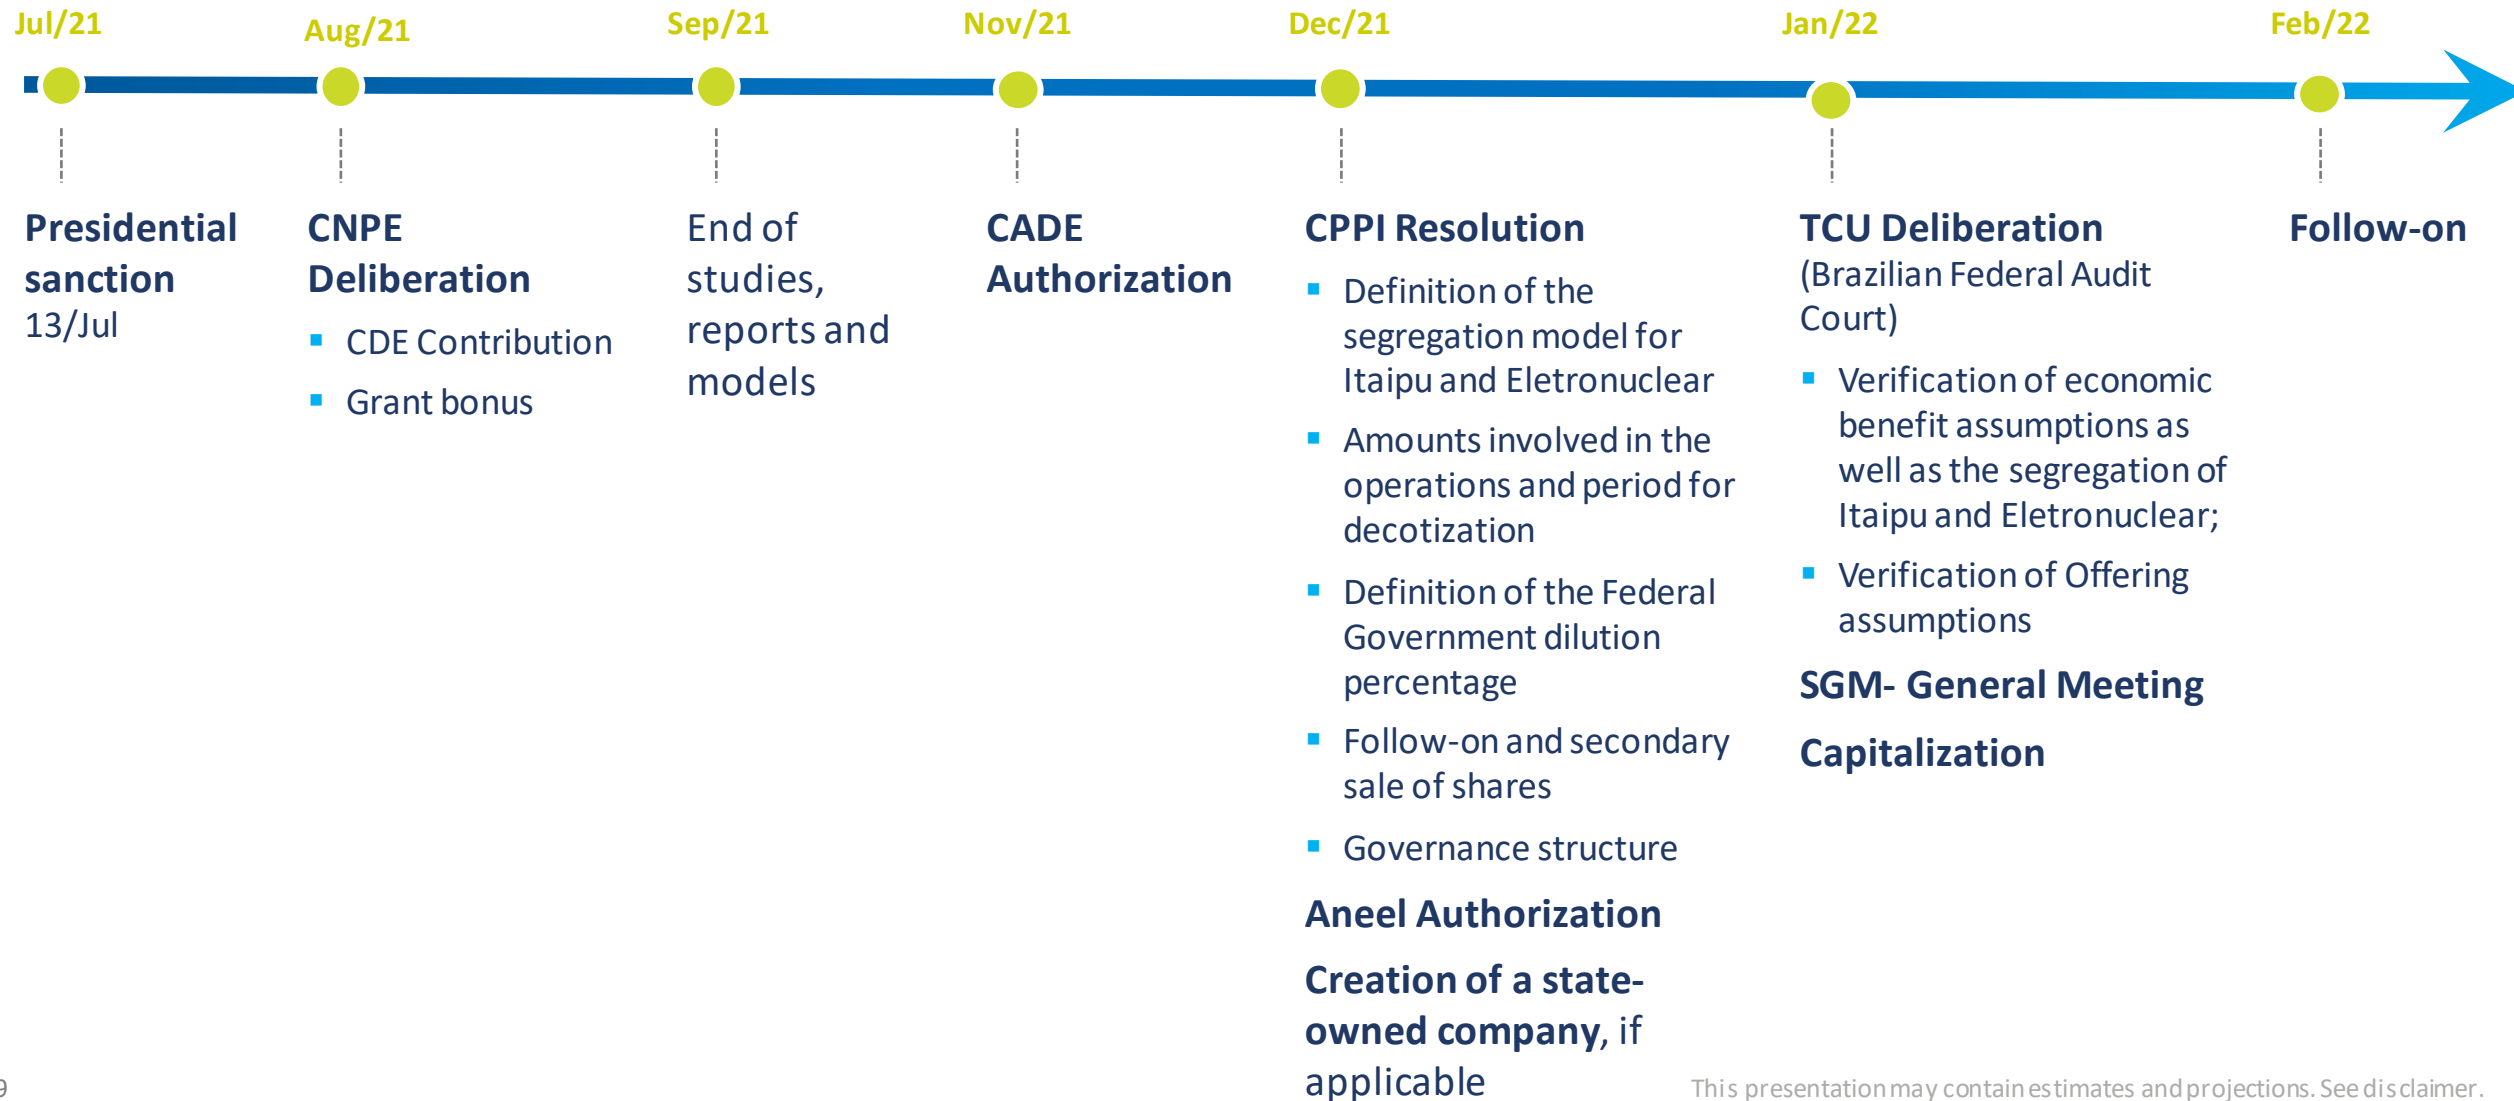 Jul/21
Aug/21
Sep/21
Nov/21
Dec/21
Jan/22
Feb/22
Presidential
sanction
13/Jul
CNPE
Deliberation
▪ CDE Contribution
▪ Grant bonus
End of
studies,
reports and
models
CADE
Authorization
CPPI Resolution
▪ Definition of the
segregation model for
Itaipu and Eletronuclear
▪ Amounts involved in the
operations and period for
decotization
▪ Definition of the Federal
Government dilution
percentage
▪ Follow-on and secondary
sale of shares
▪ Governance structure
Aneel Authorization
Creation of a state-
owned company, if
applicable
TCU Deliberation
(Brazilian Federal Audit
Court)
▪ Verification of economic
benefit assumptions as
well as the segregation of
Itaipu and Eletronuclear;
▪ Verification of Offering
assumptions
SGM- General Meeting
Capitalization
Follow-on
9
This presentation may contain estimates and projections. See disclaimer.